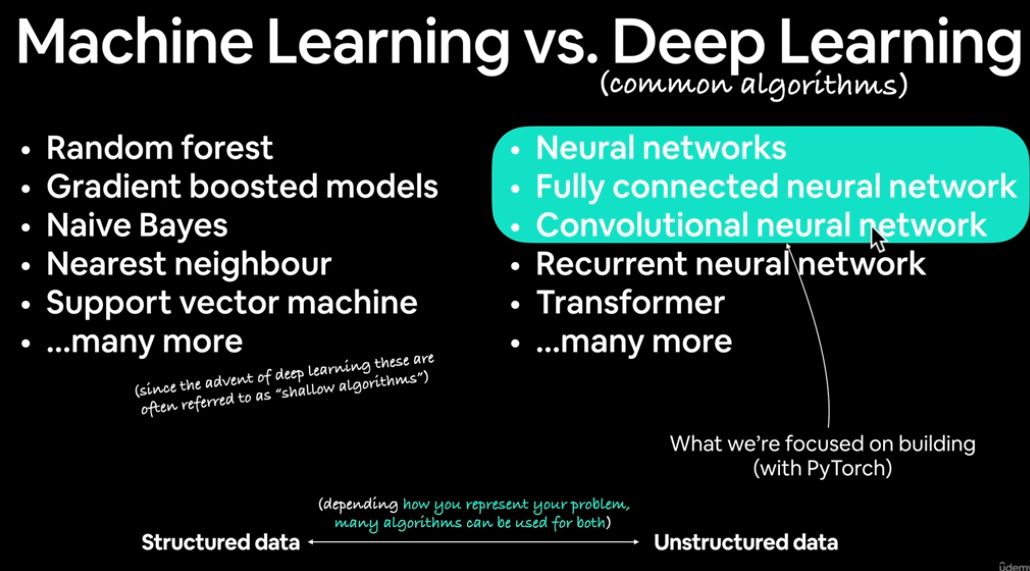 Machine Learning vs. Deep Learning
(common algorithms)
• Random forest
• Gradient boosted models
• Naive Bayes
• Nearest neighbour
• Support vector machine
• ...many more
(since the advent of deep learning these are
often referred to as “shallow algorithms”)
• Neural networks
• Fully connected neural network
• Convolutional neural network
• Recurrent neural network
• Transformer
• ...many more
What we’re focused on building
(with PyTorch)
(depending how you represent your problem,
many algorithms can be used for both)
Structured data
Unstructured data